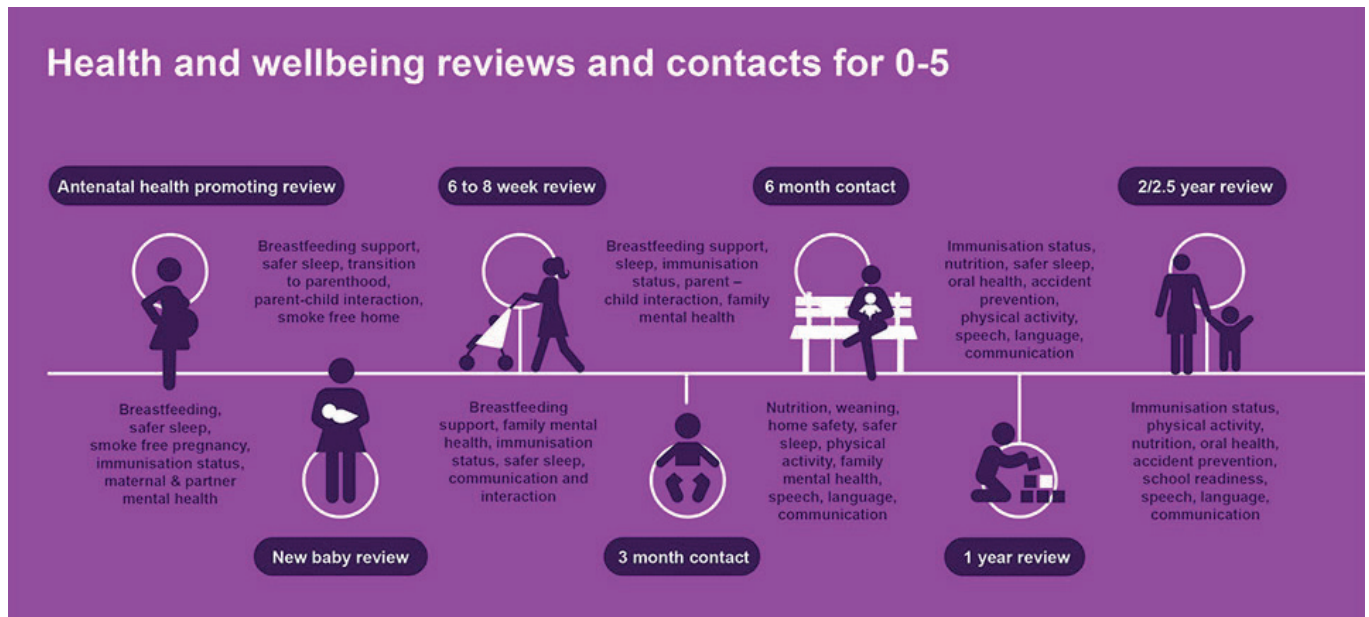 Health and wellbeing reviews and contacts for 0-5
Antenatal health promoting review
Breastfeeding,
safer sleep,
smoke free pregnancy,
immunisation status,
maternal & partner
mental health
Breastfeeding support,
safer sleep, transition
to parenthood,
parent-child interaction,
smoke free home
New baby review
6 to 8 week review
Breastfeeding
support, family mental
health, immunisation
status, safer sleep,
communication and
interaction
Breastfeeding support,
sleep, immunisation
status, parent –
child interaction, family
mental health
3 month contact
6 month contact
Nutrition, weaning,
home safety, safer
sleep, physical
activity, family
mental health,
speech, language,
communication
Immunisation status,
nutrition, safer sleep,
oral health, accident
prevention,
physical activity,
speech, language,
communication
1 year review
2/2.5 year review
Immunisation status,
physical activity,
nutrition, oral health,
accident prevention,
school readiness,
speech, language,
communication